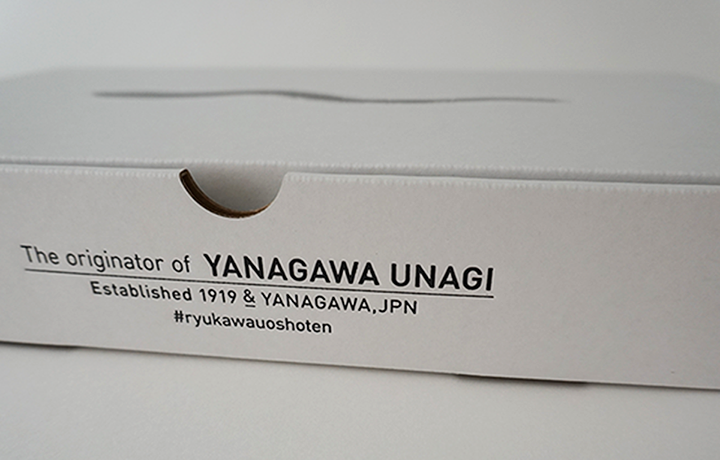 The originator of YANAGAWA UNAGI
Established 1919 & YANAGAWA,JPN
#ryukawauoshoten